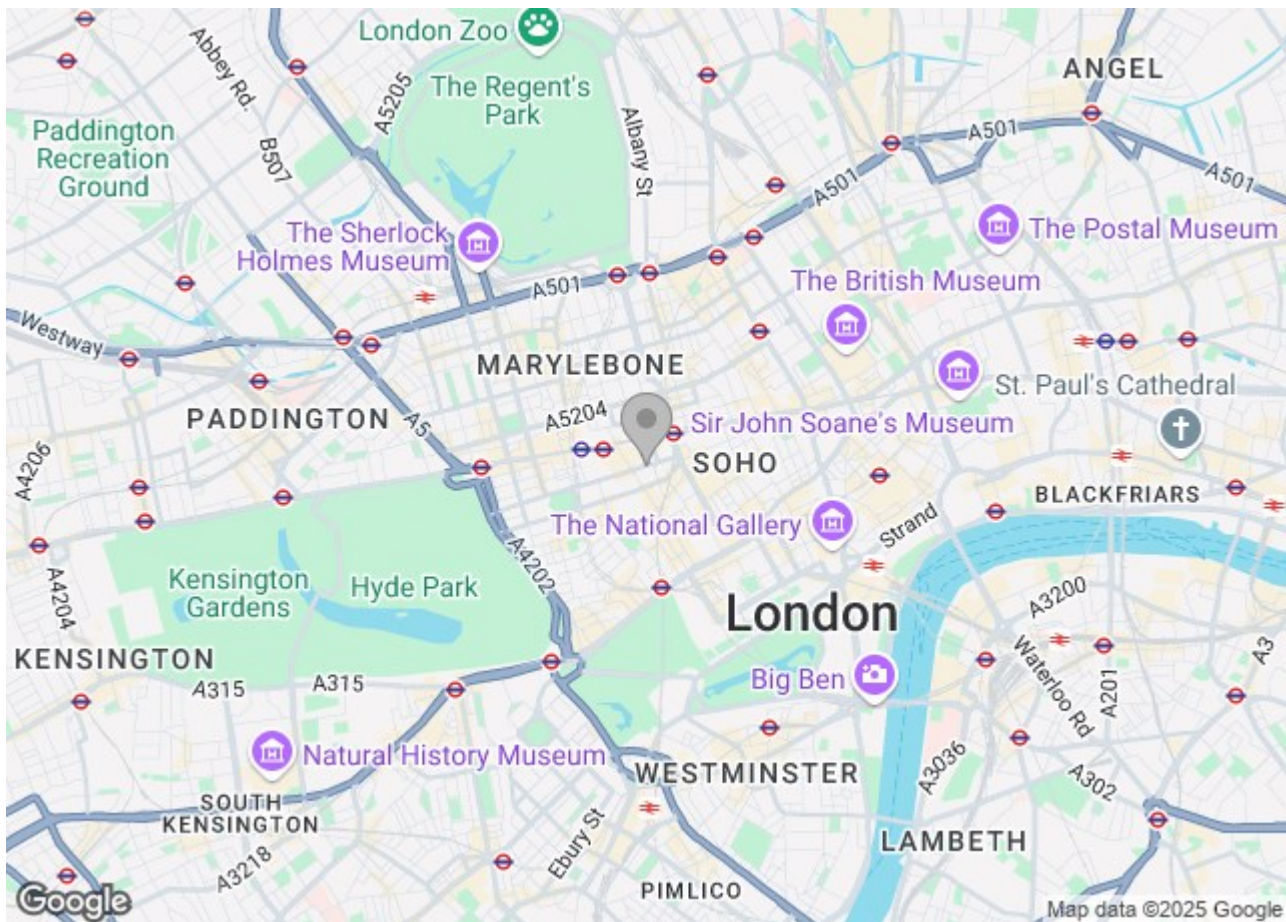 London Zoo
Abbey Rd.
A5205
The Regent's
Park
Albany St
ANGEL
A501
A501
A501
Paddington
Recreation
Ground
B507
The Sherlock
Holmes Museum
The Postal Museum
The British Museum
A501
Westway
MARYLEBONE
St. Paul's Cathedral
PADDINGTON
A5
A5204
Sir John Soane's Museum
SOHO
A4206
BLACKFRIARS
The National Gallery
Strand
A4202
A4204
Kensington
Gardens
Hyde Park
London
A3200
KENSINGTON
A315
A315
Big Ben
Waterloo Rd
A201
A3
Natural History Museum
WESTMINSTER
A3036
A302
SOUTH
KENSINGTON
Ebury St
LAMBETH
A3218
PIMLICO
Google
Map data ©2025 Google